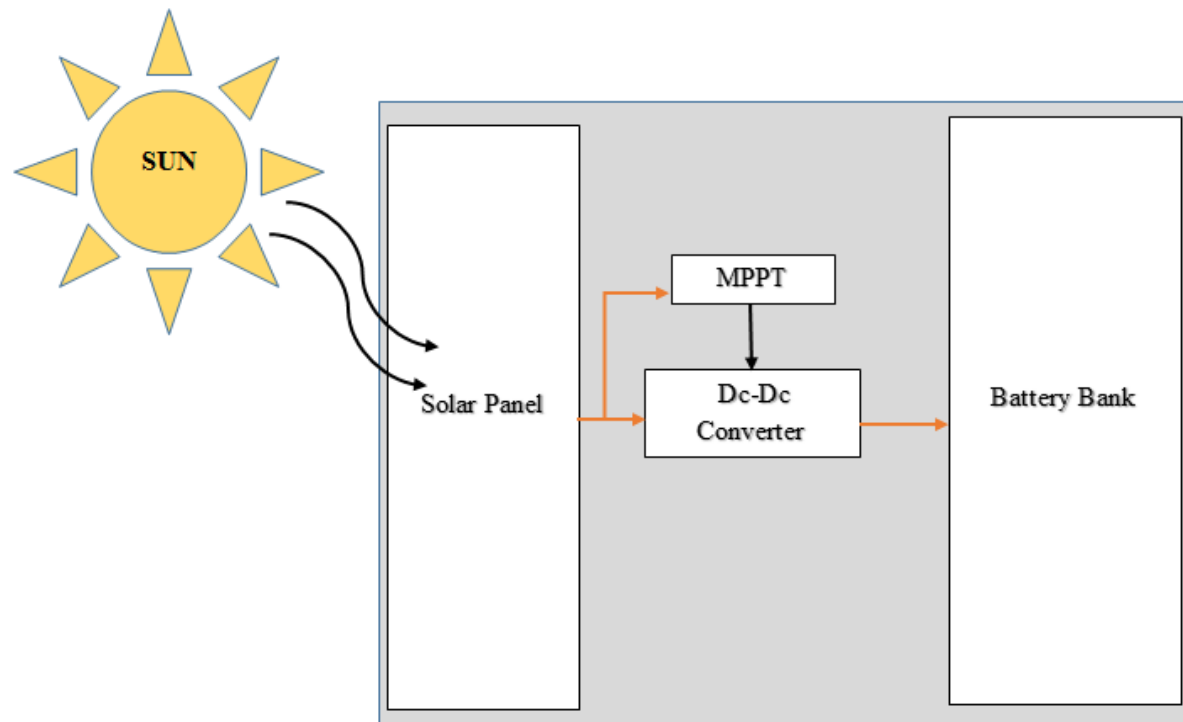 SUN
MPPT
Solar Panel
Dc-Dc
Converter
Battery Bank